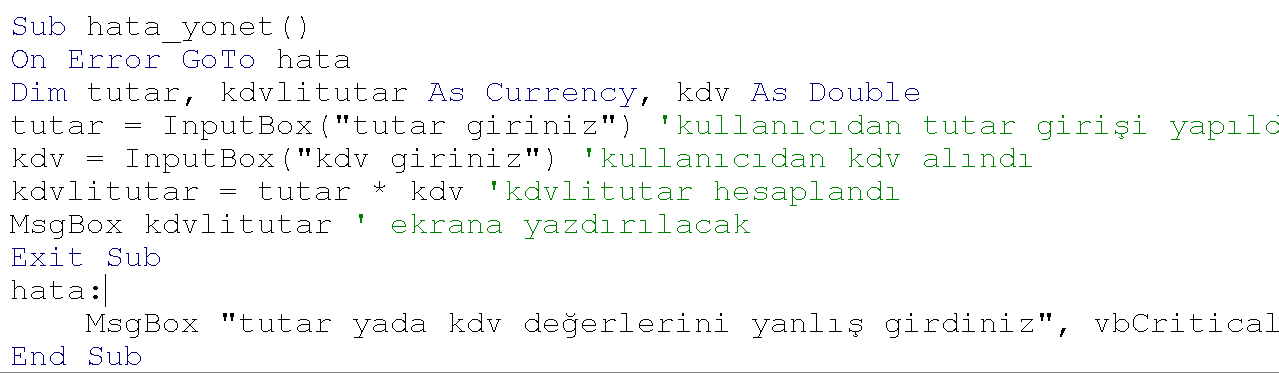 Sub hata_yonet()
On Error GoTo hata
Dim tutar, kdvlitutar As Currency, kdv As Double
tutar = InputBox("tutar giriniz") 'kullanıcıdan tutar girişi yapıld
kdv = InputBox("kdv giriniz") 'kullanıcıdan kdv alındı
kdvlitutar = tutar * kdv 'kdvlitutar hesaplandı
MsgBox kdvlitutar ' ekrana yazdırılacak
Exit Sub
hata:
    MsgBox "tutar yada kdv değerlerini yanlış girdiniz", vbCritical
End Sub